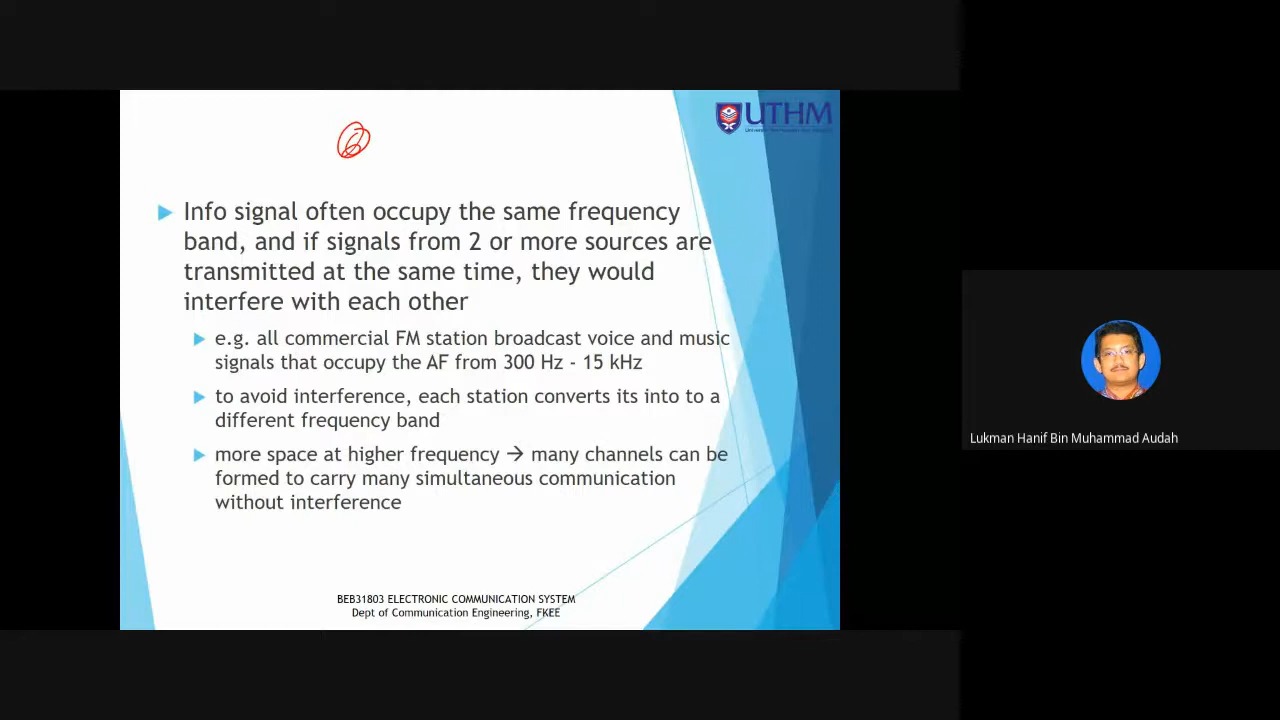 UTHM
Info signal often occupy the same frequency
band, and if signals from 2 or more sources are
transmitted at the same time, they would
interfere with each other
e.g. all commercial FM station broadcast voice and music
signals that occupy the AF from 300 Hz - 15 kHz
to avoid interference, each station converts its into to a
different frequency band
more space at higher frequency → many channels can be
formed to carry many simultaneous communication
without interference
BEB31803 ELECTRONIC COMMUNICATION SYSTEM
Dept of Communication Engineering, FKEE
Lukman Hanif Bin Muhammad Audah